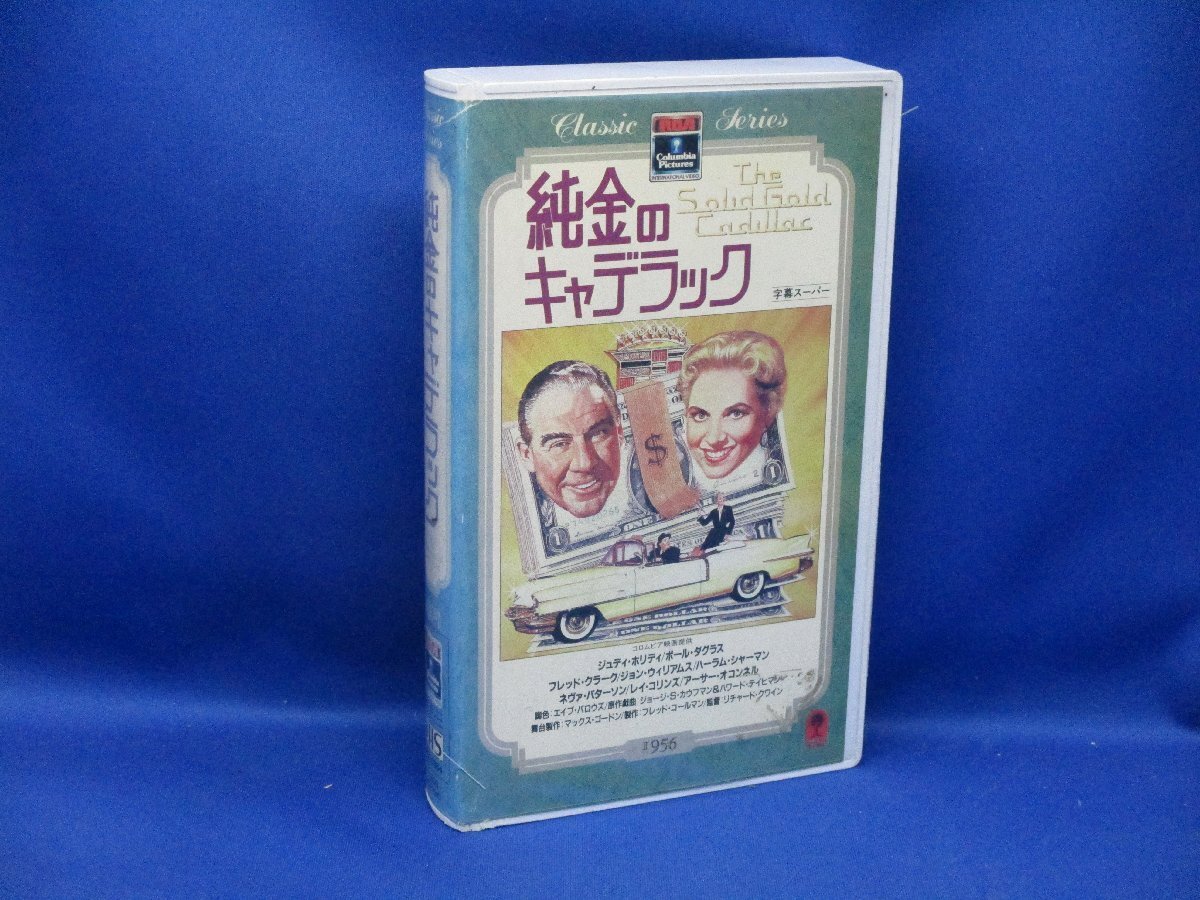 Classic Series
RCA
Columbia
Pictures
INTERNATIONAL VIDEO
The
Solid Gold
Cadillac
純金の
キャデラック
字幕スーパー
$
1
ONE DOLLAR
ONE DOLLAR
コロムビア映画提供
ジュディ・ホリディ/ポール・ダグラス
フレッド・クラーク/ジョン・ウィリアムス/ハーラム・シャーマン
ネヴァ・パターソン/レイ・コリンズ/アーサー・オコンネル
脚色:エイブ・バロウズ/原作戯曲 ジョージ・S・カウフマン&ハワード・テイヒマン
舞台製作:マックス・ゴードン/製作:フレッド・コールマン/監督:リチャード・クワイン
1956